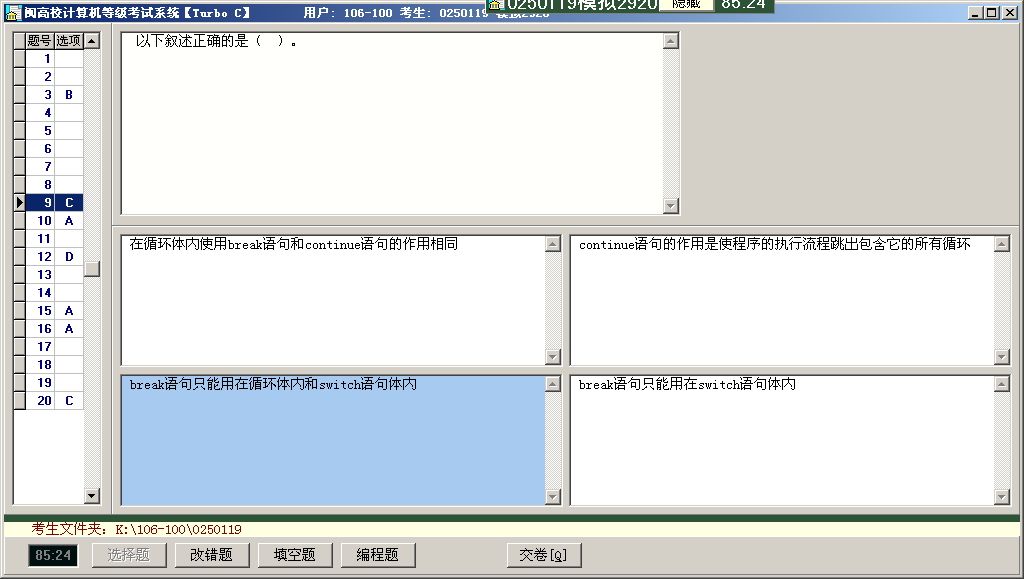 闽高校计算机等级考试系统【Turbo C】 用户: 106-100 考生: 0250119 模拟2920
0250119模拟2920 隐藏 85:24
题号 选项
1
2
3 B
4
5
6
7
8
9 C
10 A
11
12 D
13
14
15 A
16 A
17
18
19
20 C
以下叙述正确的是（ ）。
在循环体内使用break语句和continue语句的作用相同
continue语句的作用是使程序的执行流程跳出包含它的所有循环
break语句只能用在循环体内和switch语句体内
break语句只能用在switch语句体内
考生文件夹: K:\106-100\0250119
85:24 选择题 改错题 填空题 编程题 交卷[Q]